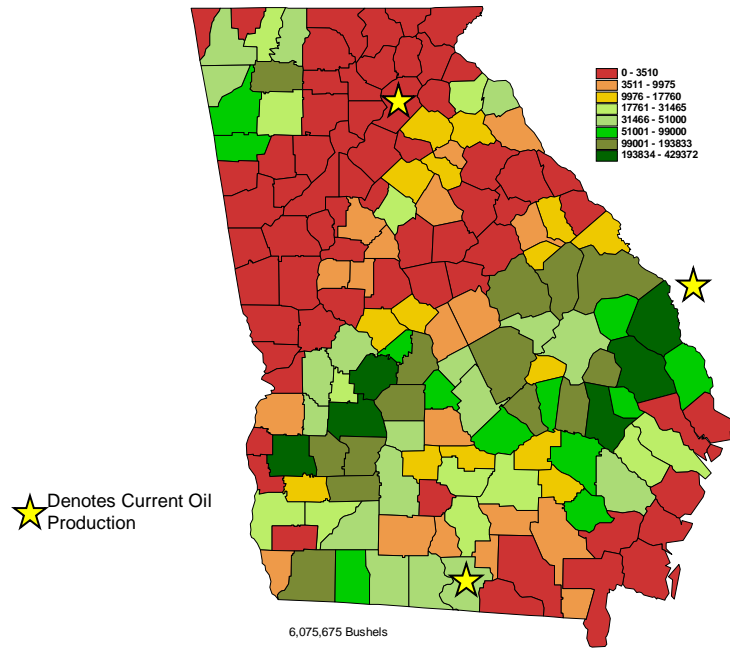 0 - 3510
3511 - 9975
9976 - 17760
17761 - 31465
31466 - 51000
51001 - 99000
99001 - 193833
193834 - 429372
Denotes Current Oil
Production
6,075,675 Bushels